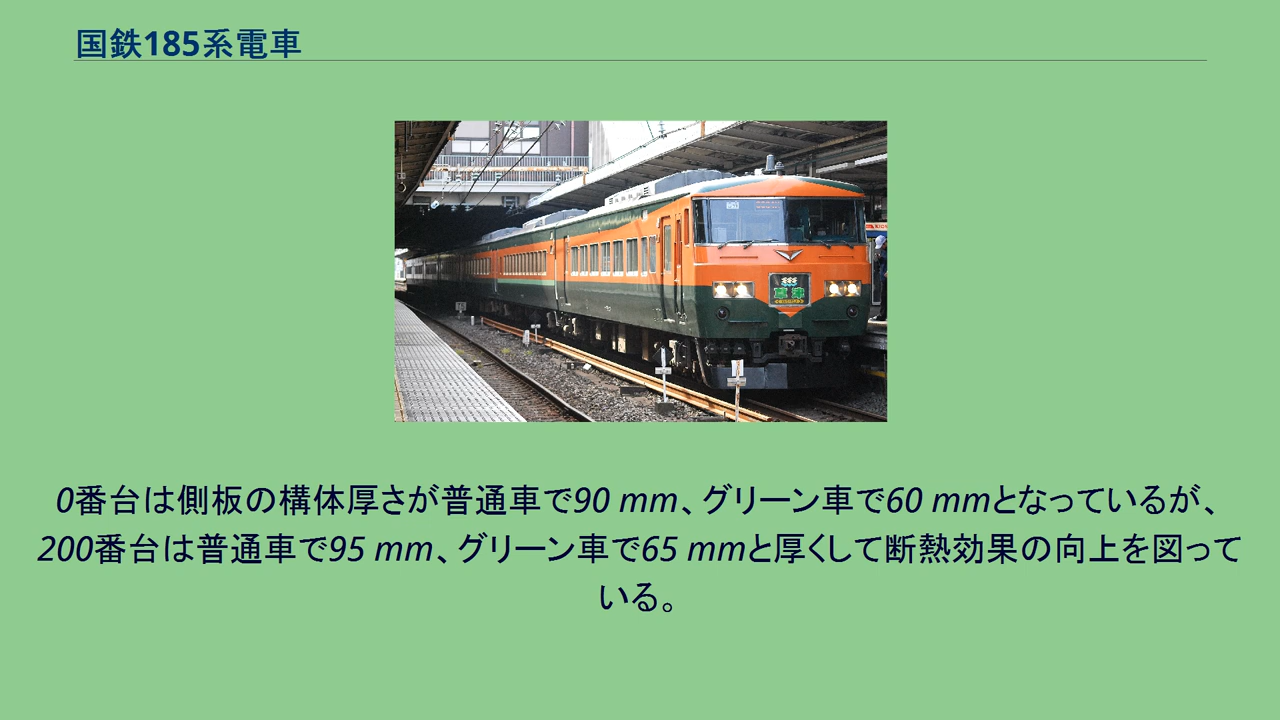 国鉄185系電車
草津
0番台は側板の構体厚さが普通車で90 mm、グリーン車で60 mmとなっているが、
200番台は普通車で95 mm、グリーン車で65 mmと厚くして断熱効果の向上を図って
いる。